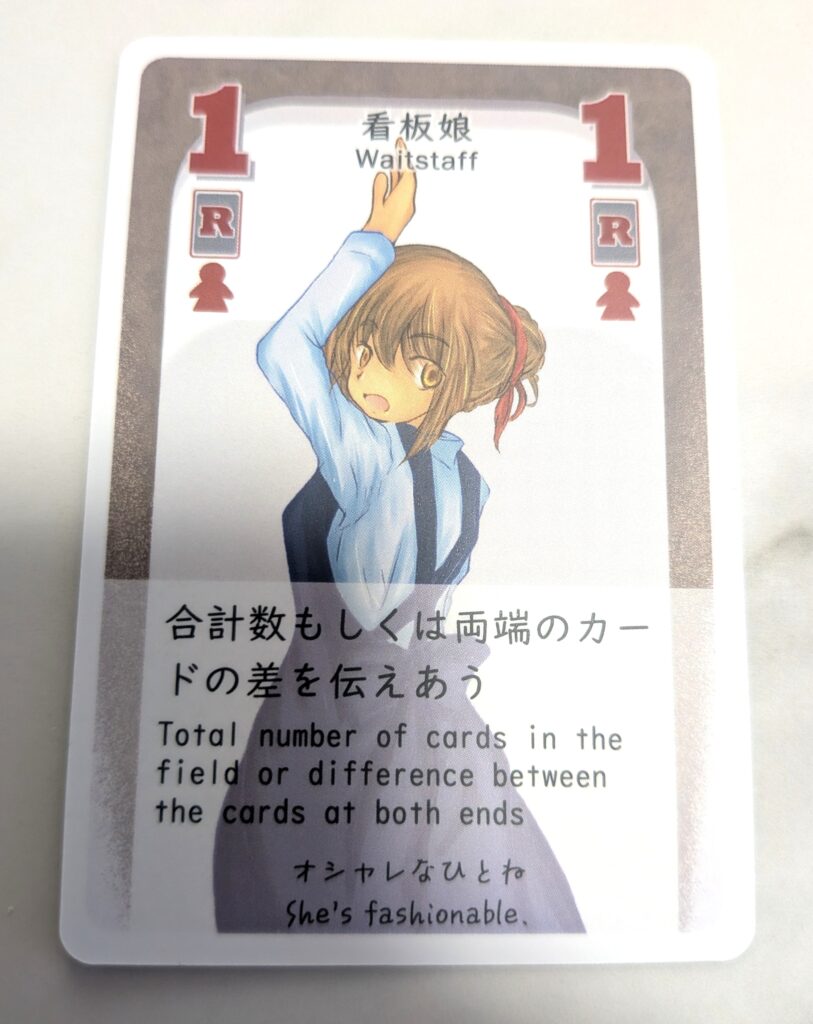 1 1
看板娘
Waitstaff
R R
合計数もしくは両端のカー
ドの差を伝えあう
Total number of cards in the
field or difference between
the cards at both ends
オシャレなひとね
She's fashionable.